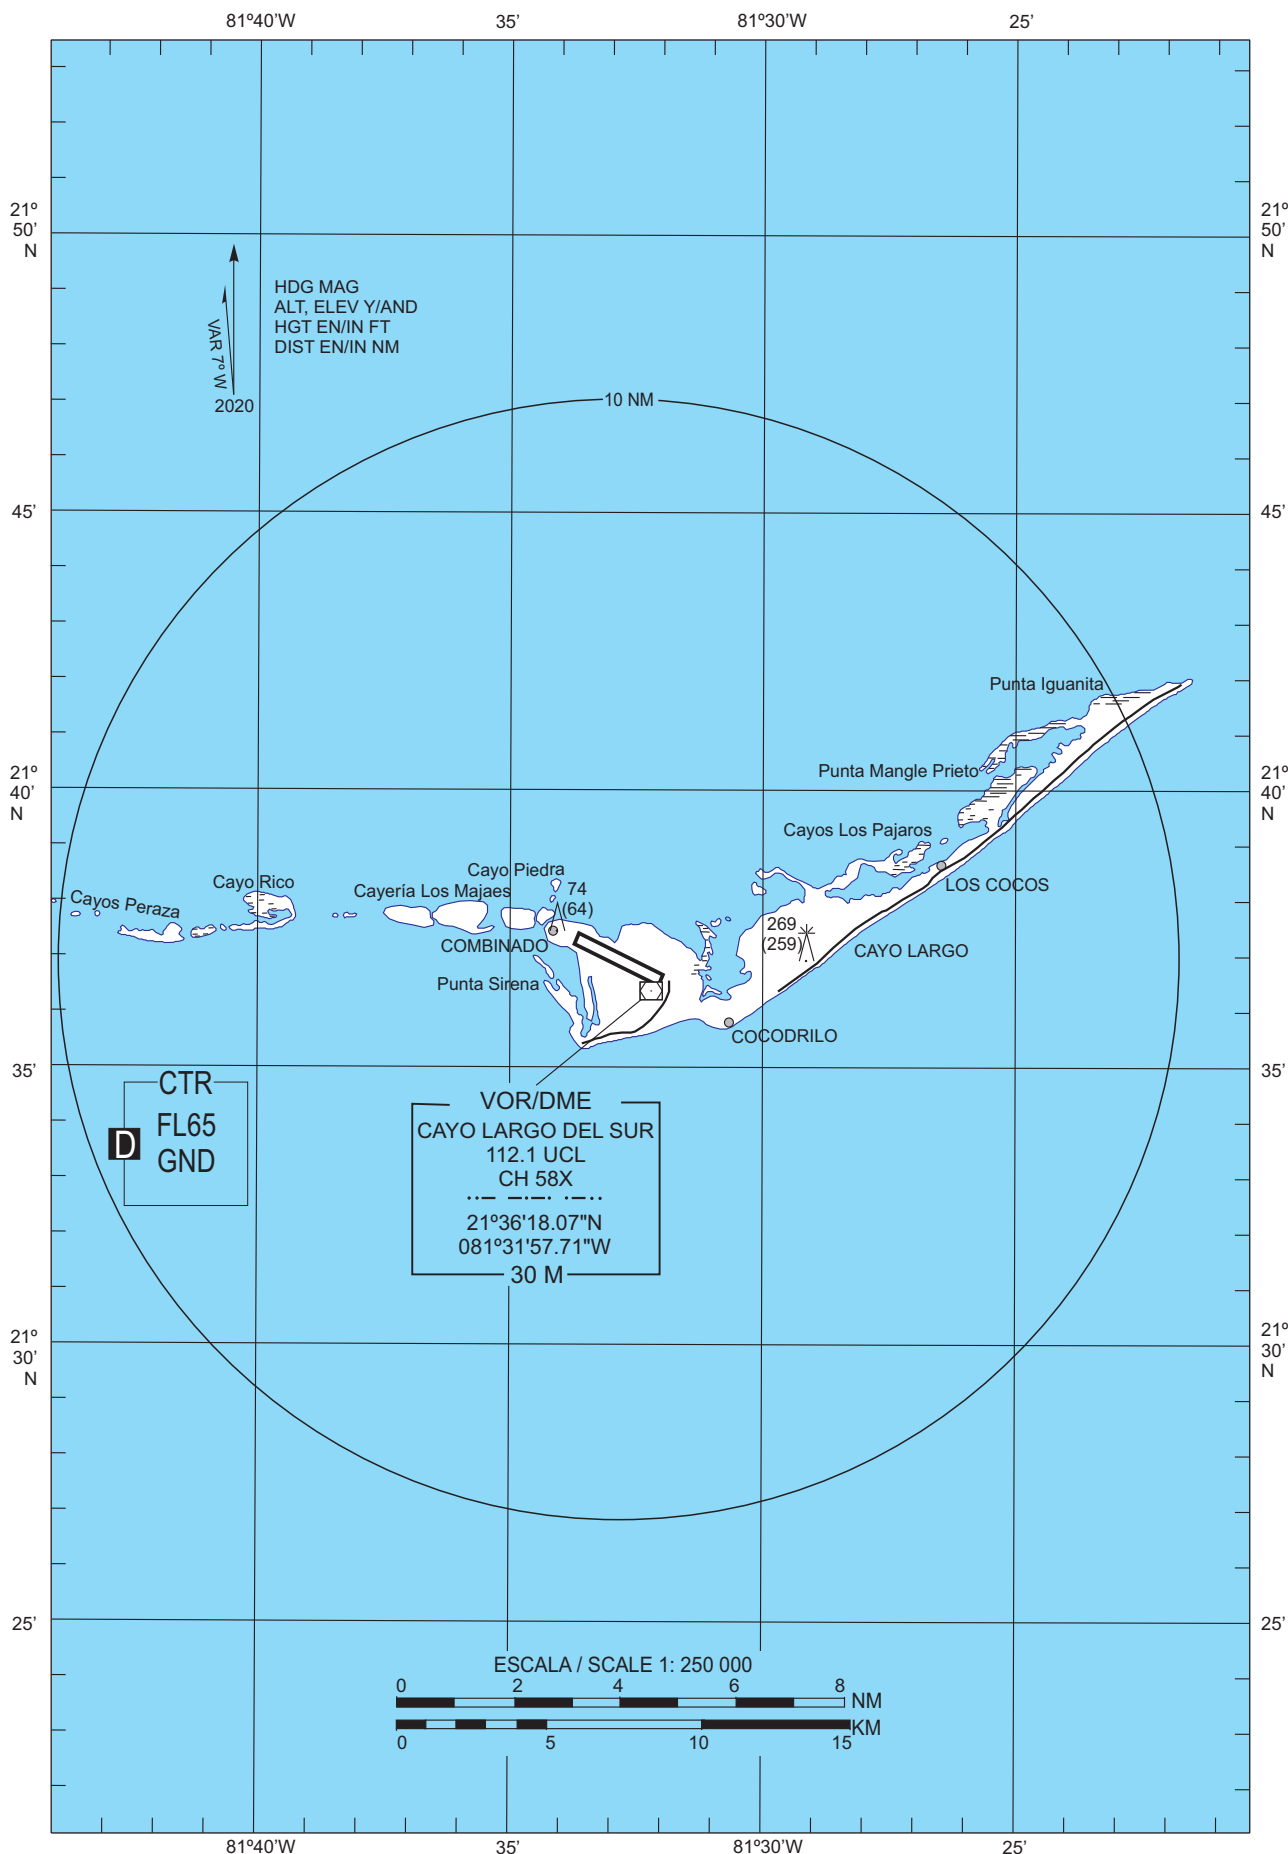 81º40'W 35' 81º30'W 25'
21º
50'
N
21º
50'
N
HDG MAG
ALT, ELEV Y/AND
HGT EN/IN FT
DIST EN/IN NM
VAR 7º W
2020
10 NM
45'
45'
Punta Iguanita
21º
40'
N
21º
40'
N
Punta Mangle Prieto
Cayos Los Pajaros
Cayo Piedra
Cayo Rico
Cayería Los Majaes
74
(64)
LOS COCOS
Cayos Peraza
269
(259)
COMBINADO
CAYO LARGO
Punta Sirena
COCODRILO
35'
35'
CTR
FL65
GND
D
VOR/DME
CAYO LARGO DEL SUR
112.1 UCL
CH 58X
21º36'18.07"N
081º31'57.71"W
30 M
21º
30'
N
21º
30'
N
25'
25'
ESCALA / SCALE 1: 250 000
0 2 4 6 8
NM
KM
0 5 10 15
81º40'W 35' 81º30'W 25'